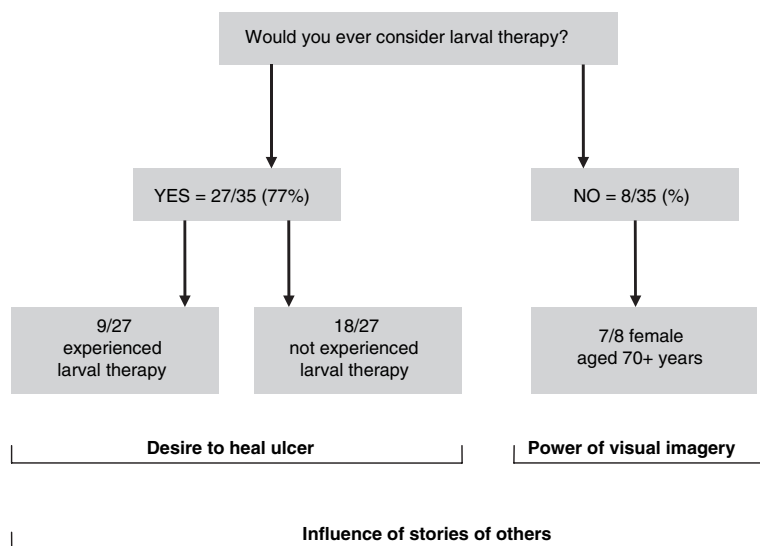 Would you ever consider larval therapy?
YES = 27/35 (77%)
NO = 8/35 (%)
9/27
experienced
larval therapy
18/27
not experienced
larval therapy
7/8 female
aged 70+ years
Desire to heal ulcer
Power of visual imagery
Influence of stories of others